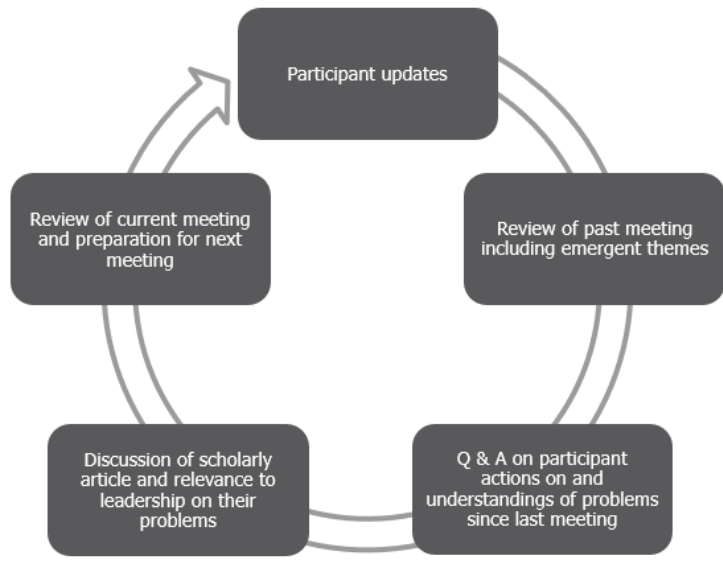 Participant updates
Review of past meeting
including emergent themes
Q & A on participant
actions on and
understandings of problems
since last meeting
Discussion of scholarly
article and relevance to
leadership on their
problems
Review of current meeting
and preparation for next
meeting